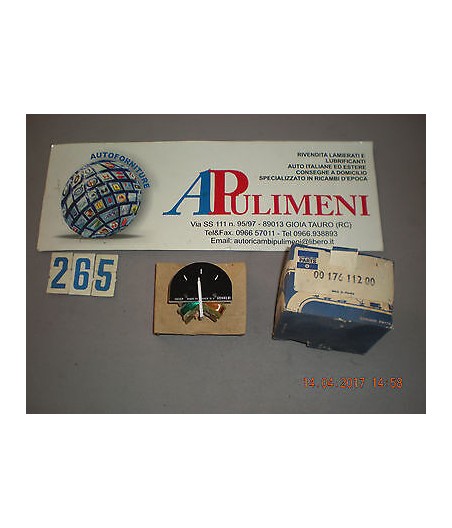 AUTOFORNITURE
RIVENDITA LAMIERATI E
LUBRIFICANTI
AUTO ITALIANE ED ESTERE
CONSEGNE A DOMICILIO
SPECIALIZZATO IN RICAMBI D'EPOCA
APULIMENI
Via SS 111 n. 95/97 - 89013 GIOIA TAURO (RC)
Tel&Fax. 0966 57011 - Tel 0966.938893
Email: autoricambipulimeni@libero.it
265
PARTS
00 176 112 00
14.04.2017 14:58